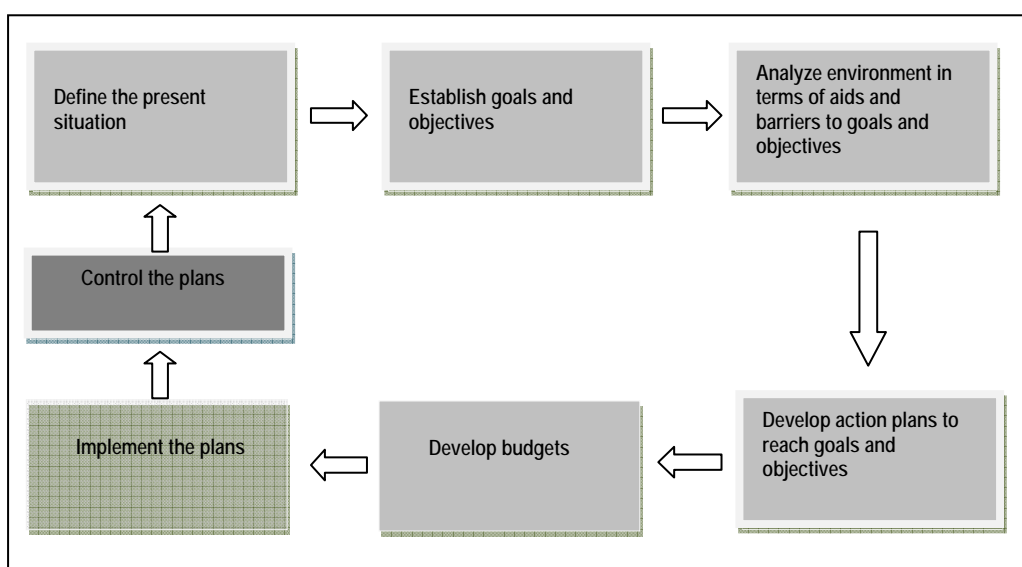 Define the present
situation
Establish goals and
objectives
Analyze environment in
terms of aids and
barriers to goals and
objectives
Develop action plans to
reach goals and
objectives
Develop budgets
Implement the plans
Control the plans